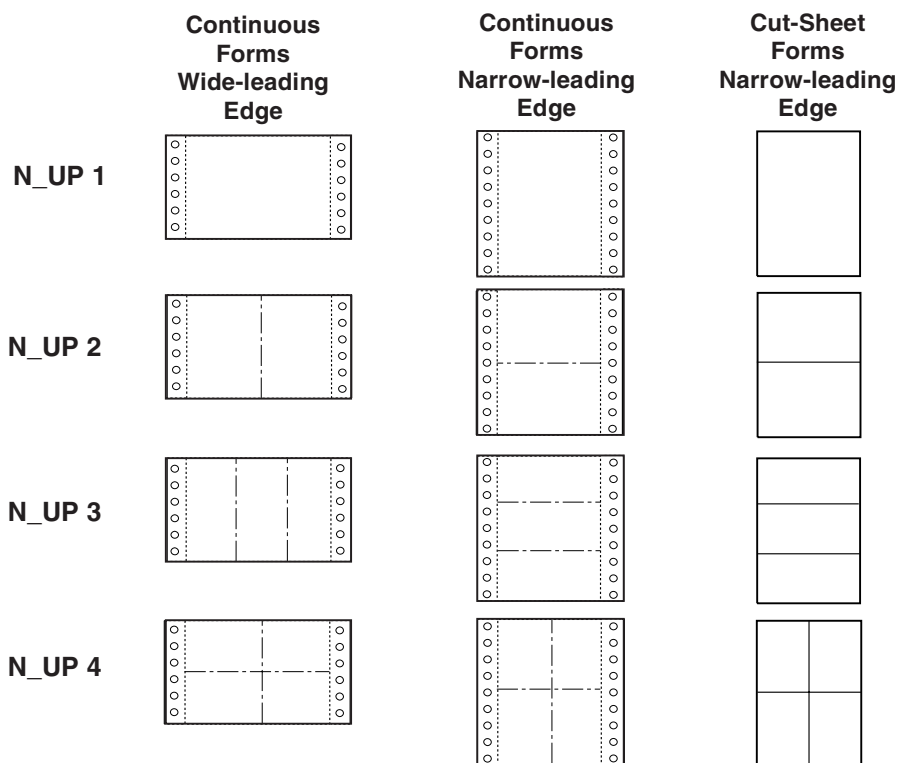 Continuous
Forms
Wide-leading
Edge
Continuous
Forms
Narrow-leading
Edge
Cut-Sheet
Forms
Narrow-leading
Edge
N_UP 1
N_UP 2
N_UP 3
N_UP 4